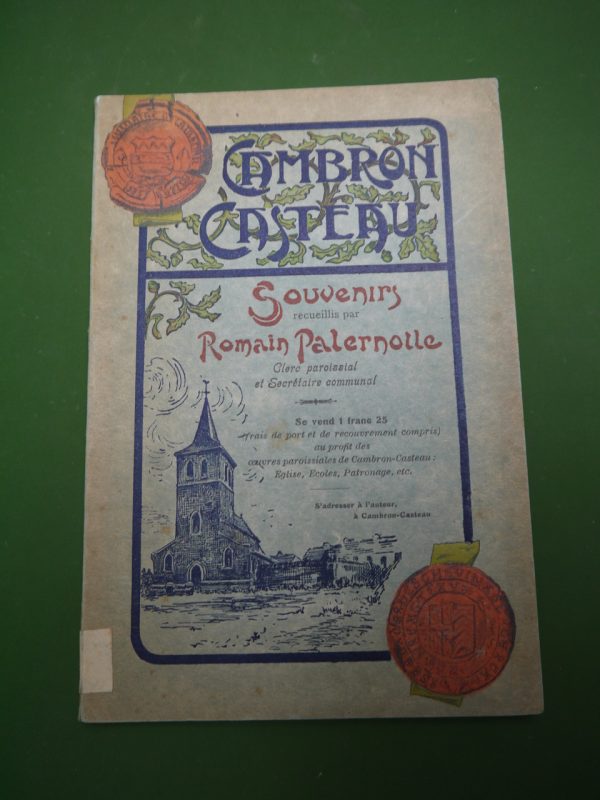 CAMBRON
CASTEAU
Souvenirs
recueillis par
Romain Palernotte
Clerc paroissial
et Secrétaire communal
Se vend 1 franc 25
(frais de port et de recouvrement compris)
au profit des
œuvres paroissiales de Cambron-Casteau :
Eglise, Ecoles, Patronage, etc.
S'adresser à l'auteur,
à Cambron-Casteau